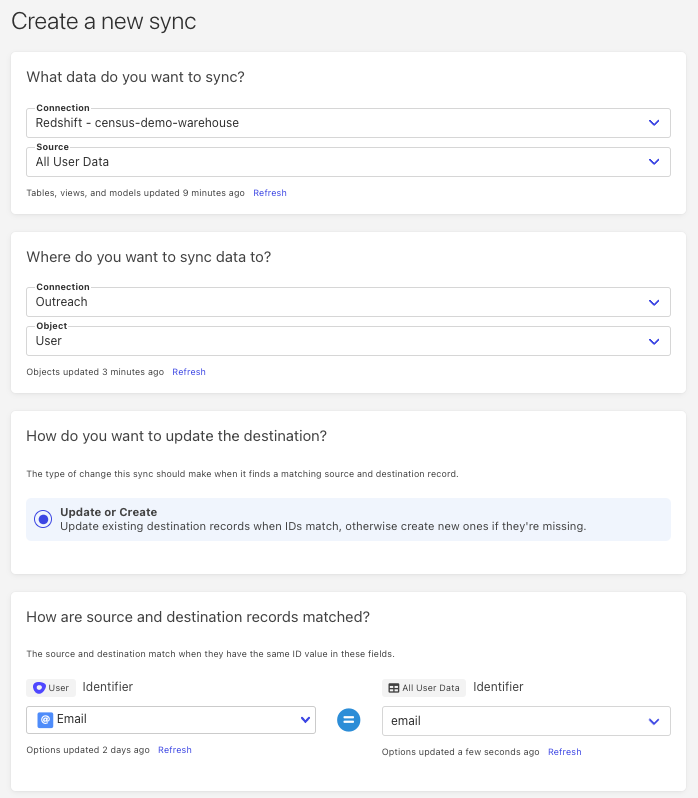 Create a new sync
What data do you want to sync?
Connection
Redshift - census-demo-warehouse
Source
All User Data
Tables, views, and models updated 9 minutes ago Refresh
Where do you want to sync data to?
Connection
Outreach
Object
User
Objects updated 3 minutes ago Refresh
How do you want to update the destination?
The type of change this sync should make when it finds a matching source and destination record.
Update or Create
Update existing destination records when IDs match, otherwise create new ones if they're missing.
How are source and destination records matched?
The source and destination match when they have the same ID value in these fields.
User Identifier
All User Data Identifier
@ Email
=
email
Options updated 2 days ago Refresh
Options updated a few seconds ago Refresh